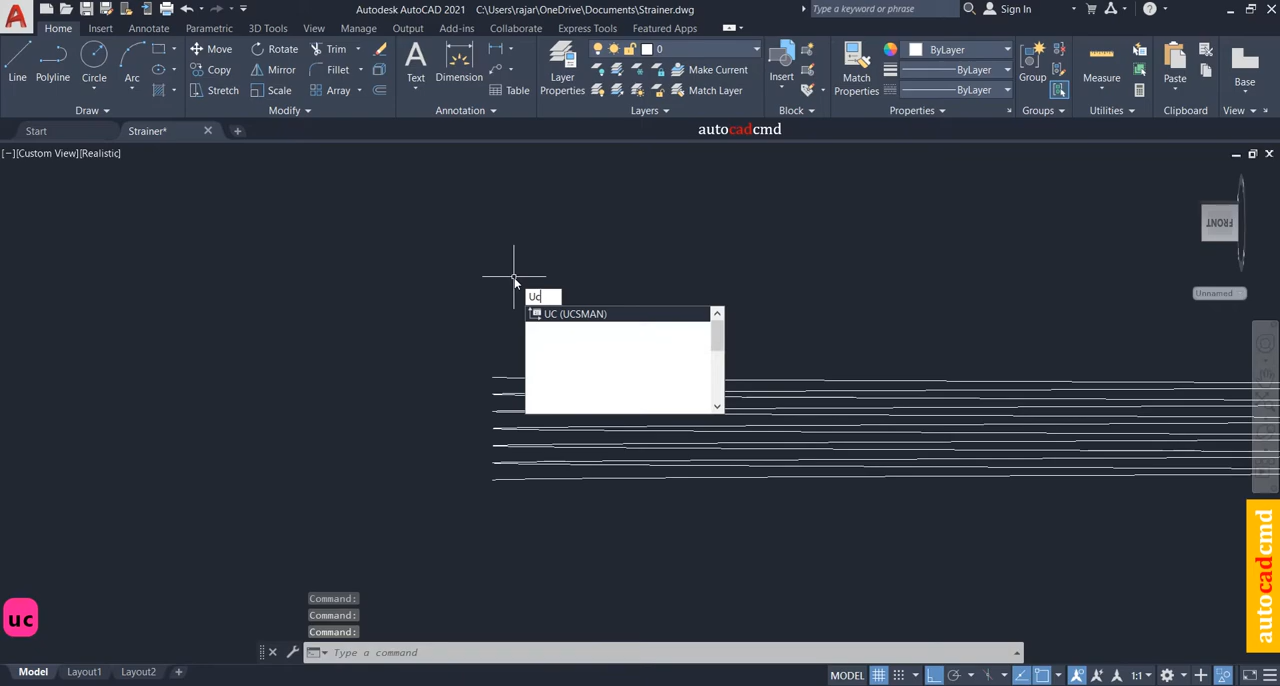 Autodesk AutoCAD 2021 C:\Users\rajar\OneDrive\Documents\Strainer.dwg
Type a keyword or phrase
Sign In
Home Insert Annotate Parametric 3D Tools View Manage Output Add-ins Collaborate Express Tools Featured Apps
Line
Polyline
Circle
Arc
Move
Copy
Stretch
Rotate
Mirror
Scale
Trim
Fillet
Array
Text
Dimension
Table
Layer
Properties
0
Make Current
Match Layer
Insert
Match
Properties
ByLayer
ByLayer
ByLayer
Group
Measure
Paste
Base
Draw
Modify
Annotation
Layers
Block
Properties
Groups
Utilities
Clipboard
View
Start
Strainer*
autocadcmd
[−][Custom View][Realistic]
FRONT
Unnamed
Uc
UC (UCSMAN)
uc
autocadcmd
Command:
Command:
Command:
Type a command
Model Layout1 Layout2
MODEL
1:1